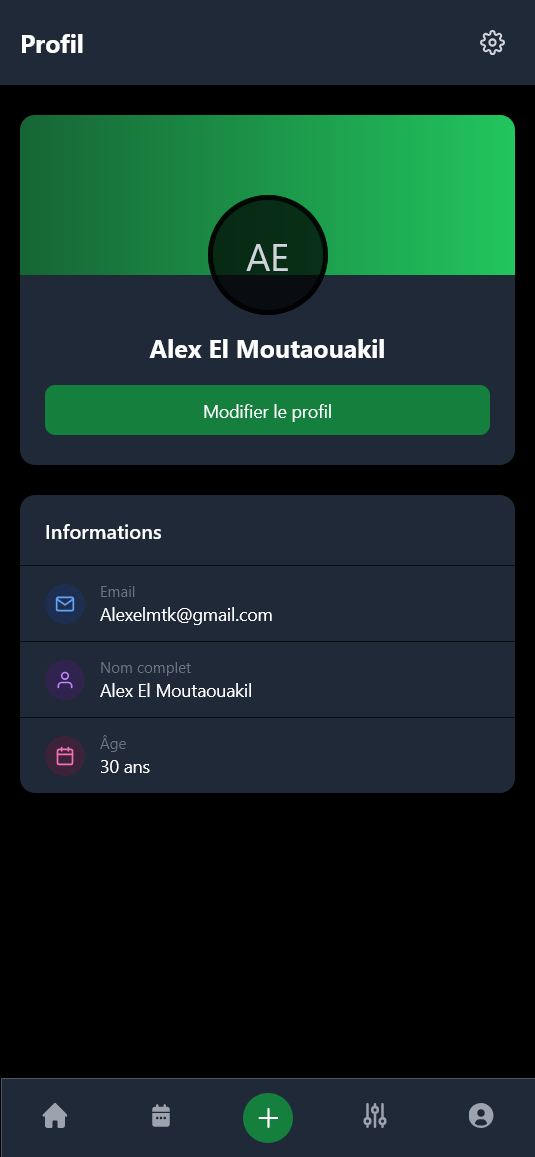 Profil
AE
Alex El Moutaouakil
Modifier le profil
Informations
Email
Alexelmtk@gmail.com
Nom complet
Alex El Moutaouakil
Âge
30 ans